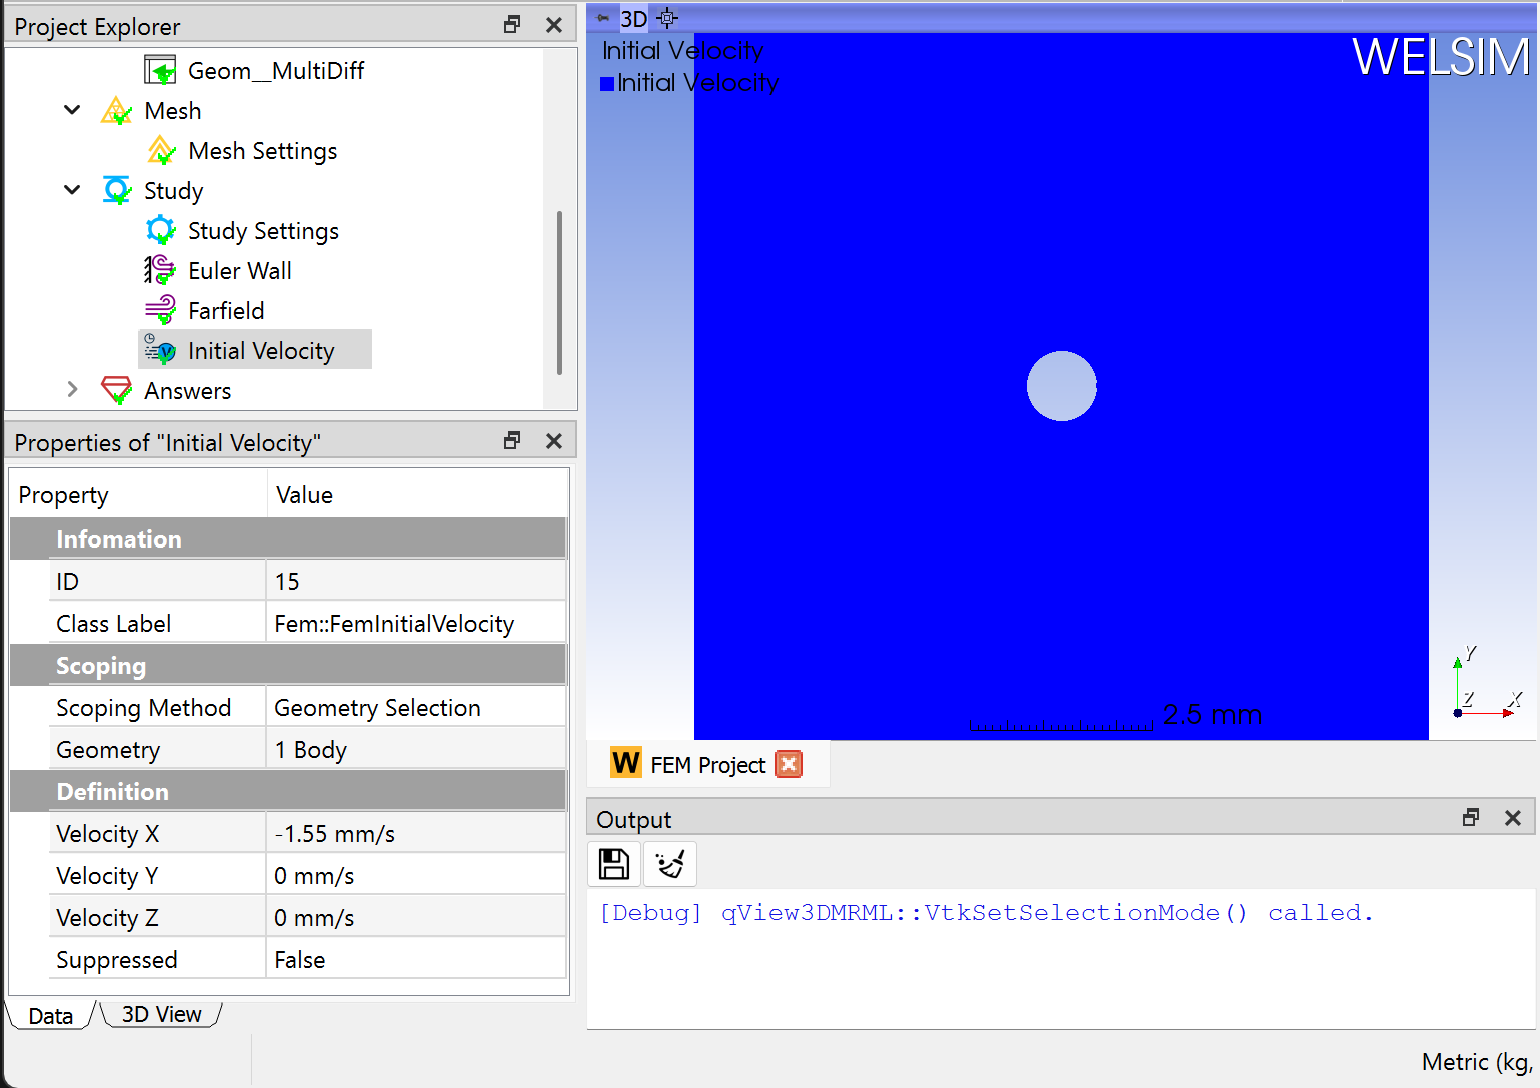 Project Explorer
Geom__MultiDiff
Mesh
Mesh Settings
Study
Study Settings
Euler Wall
Farfield
Initial Velocity
Answers
Properties of "Initial Velocity"
Property Value
Infomation
ID 15
Class Label Fem::FemInitialVelocity
Scoping
Scoping Method Geometry Selection
Geometry 1 Body
Definition
Velocity X -1.55 mm/s
Velocity Y 0 mm/s
Velocity Z 0 mm/s
Suppressed False
Data 3D View
3D
Initial Velocity
Initial Velocity
WELSIM
Y
Z X
2.5 mm
W FEM Project
Output
[Debug] qView3DMRML::VtkSetSelectionMode() called.
Metric (kg,